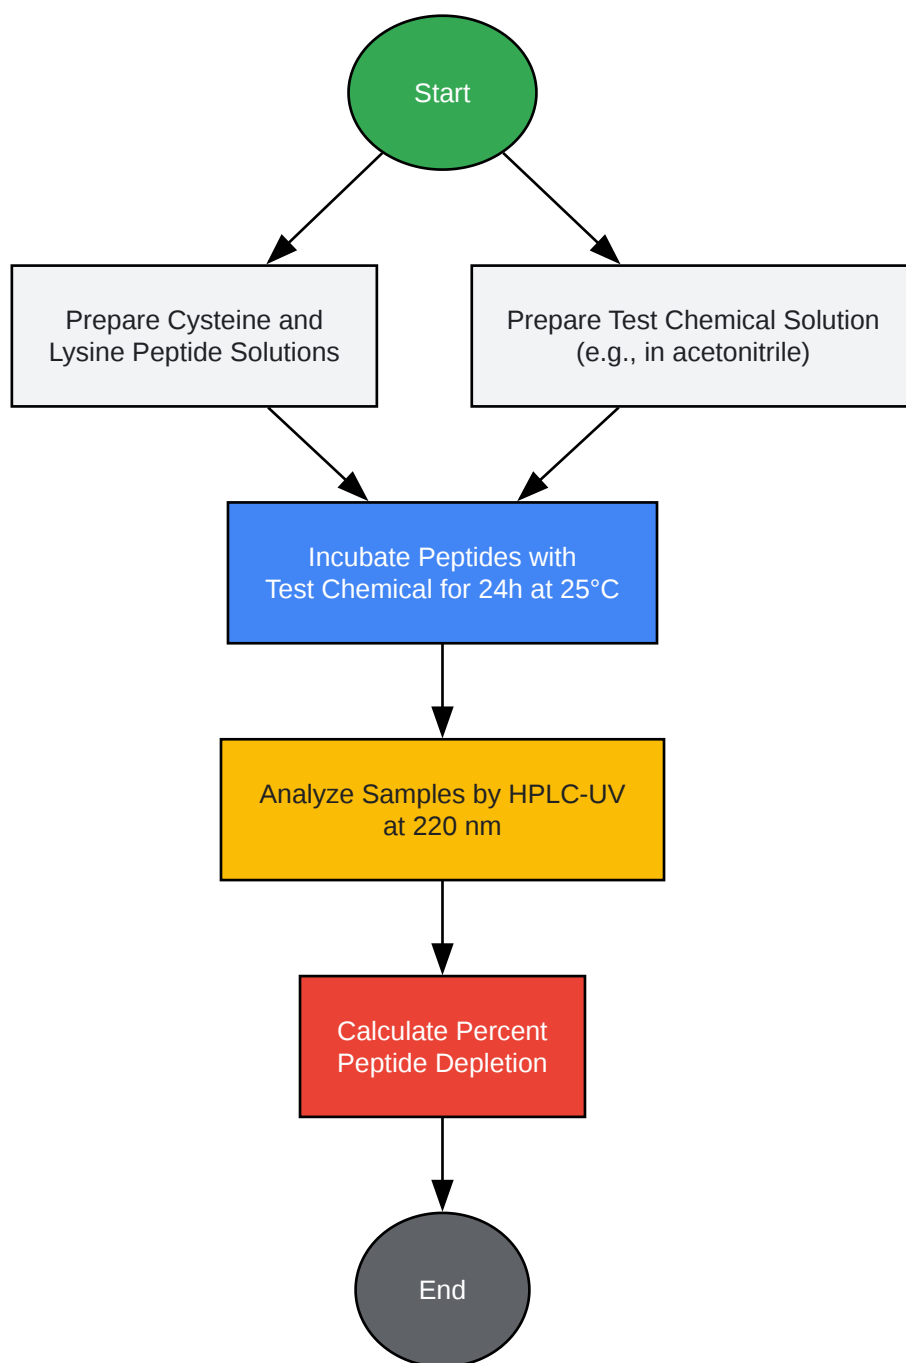 Start
Prepare Cysteine and
Lysine Peptide Solutions
Prepare Test Chemical Solution
(e.g., in acetonitrile)
Incubate Peptides with
Test Chemical for 24h at 25°C
Analyze Samples by HPLC-UV
at 220 nm
Calculate Percent
Peptide Depletion
End